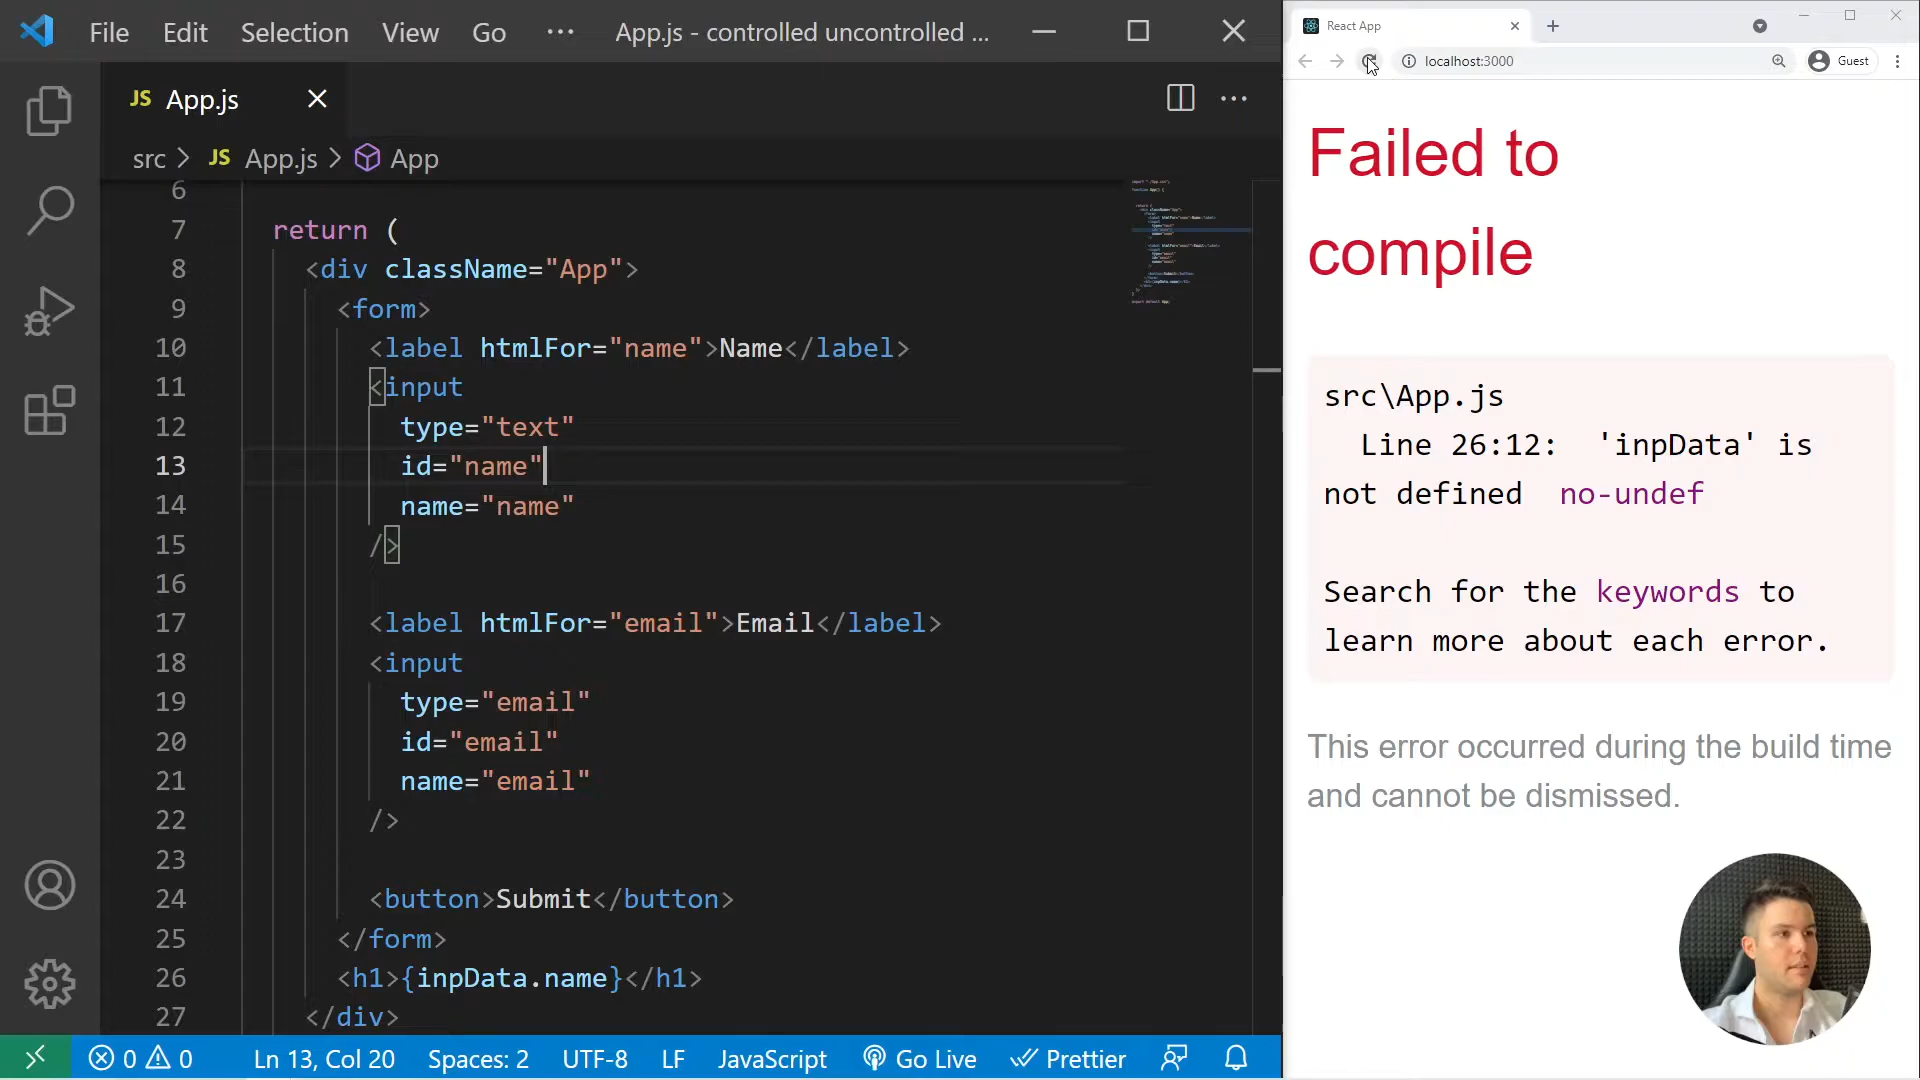 File Edit Selection View Go ··· App.js - controlled uncontrolled ...
JS App.js
src > JS App.js > App
6
7 return (
8 <div className="App">
9 <form>
10 <label htmlFor="name">Name</label>
11 <input
12 type="text"
13 id="name"
14 name="name"
15 />
16
17 <label htmlFor="email">Email</label>
18 <input
19 type="email"
20 id="email"
21 name="email"
22 />
23
24 <button>Submit</button>
25 </form>
26 <h1>{inpData.name}</h1>
27 </div>
0 0 Ln 13, Col 20 Spaces: 2 UTF-8 LF JavaScript Go Live Prettier
React App
localhost:3000 Guest
Failed to
compile
src\App.js
Line 26:12: 'inpData' is
not defined no-undef
Search for the keywords to
learn more about each error.
This error occurred during the build time
and cannot be dismissed.